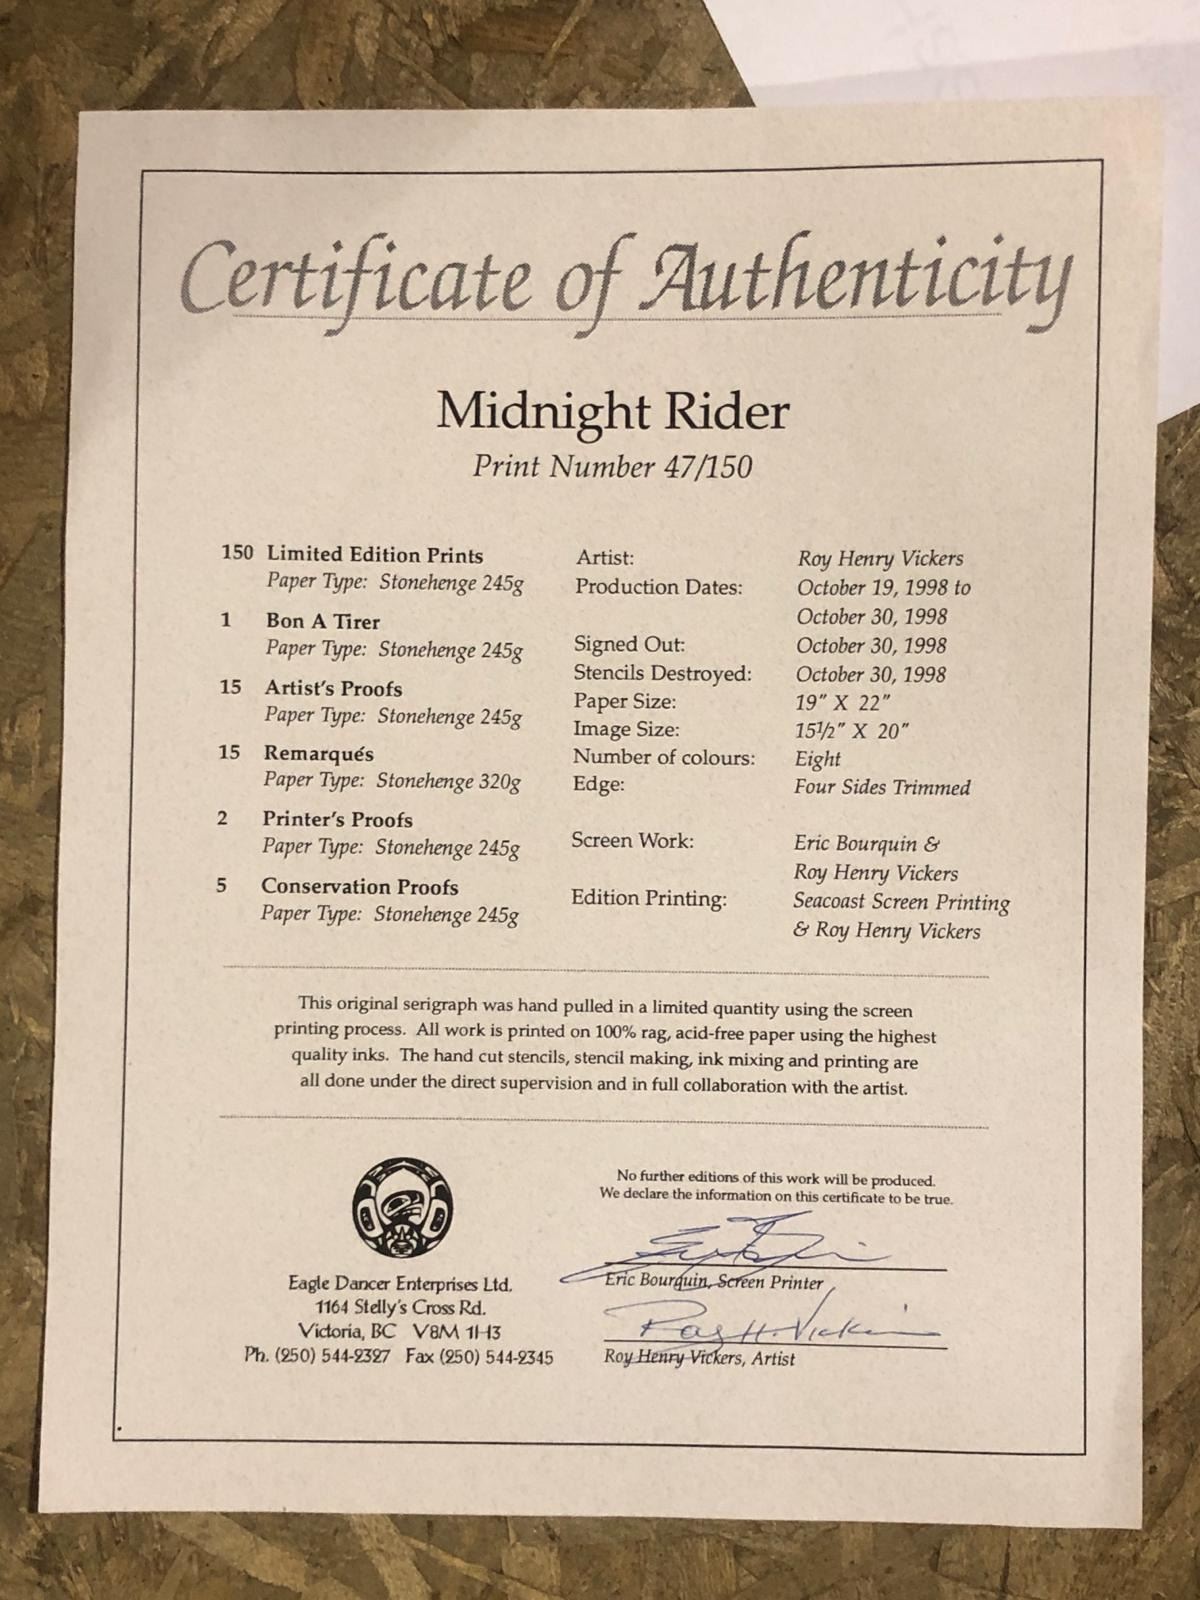 Certificate of Authenticity
Midnight Rider
Print Number 47/150
150 Limited Edition Prints
Paper Type: Stonehenge 245g
1 Bon A Tirer
Paper Type: Stonehenge 245g
15 Artist's Proofs
Paper Type: Stonehenge 245g
15 Remarqués
Paper Type: Stonehenge 320g
2 Printer's Proofs
Paper Type: Stonehenge 245g
5 Conservation Proofs
Paper Type: Stonehenge 245g
Artist: Roy Henry Vickers
Production Dates: October 19, 1998 to
October 30, 1998
Signed Out: October 30, 1998
Stencils Destroyed: October 30, 1998
Paper Size: 19" X 22"
Image Size: 15½" X 20"
Number of colours: Eight
Edge: Four Sides Trimmed
Screen Work: Eric Bourquin &
Roy Henry Vickers
Edition Printing: Seacoast Screen Printing
& Roy Henry Vickers
This original serigraph was hand pulled in a limited quantity using the screen
printing process. All work is printed on 100% rag, acid-free paper using the highest
quality inks. The hand cut stencils, stencil making, ink mixing and printing are
all done under the direct supervision and in full collaboration with the artist.
Eagle Dancer Enterprises Ltd.
1164 Stelly's Cross Rd.
Victoria, BC V8M 1H3
Ph. (250) 544-2327 Fax (250) 544-2345
No further editions of this work will be produced.
We declare the information on this certificate to be true.
Eric Bourquin, Screen Printer
Roy H. Vickers
Roy Henry Vickers, Artist